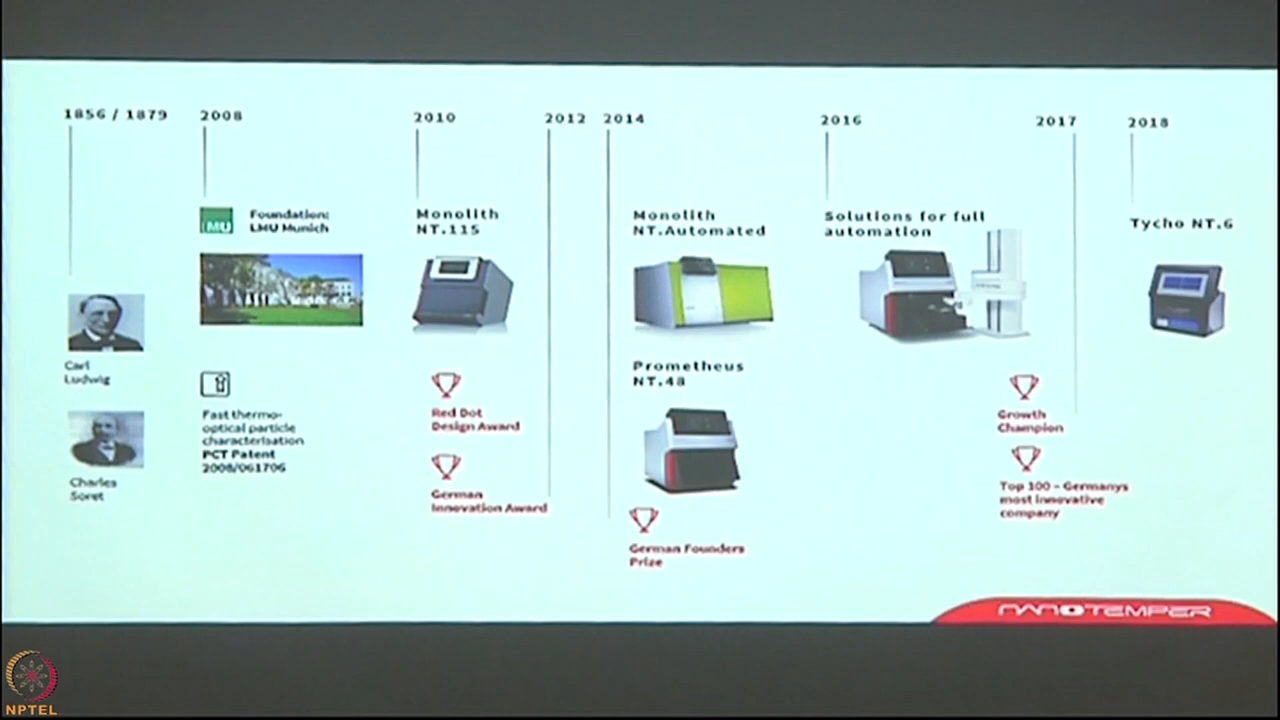 1856 / 1879
2008
2010
2012
2014
2016
2017
2018
LMU
Foundation:
LMU Munich
Monolith
NT.115
Monolith
NT.Automated
Solutions for full
automation
Tycho NT.6
Carl
Ludwig
Prometheus
NT.48
Fast thermo-
optical particle
characterisation
PCT Patent
2008/061706
Red Dot
Design Award
Growth
Champion
Charles
Soret
German
Innovation Award
Top 100 – Germanys
most innovative
company
German Founders
Prize
NANOTEMPER
NPTEL